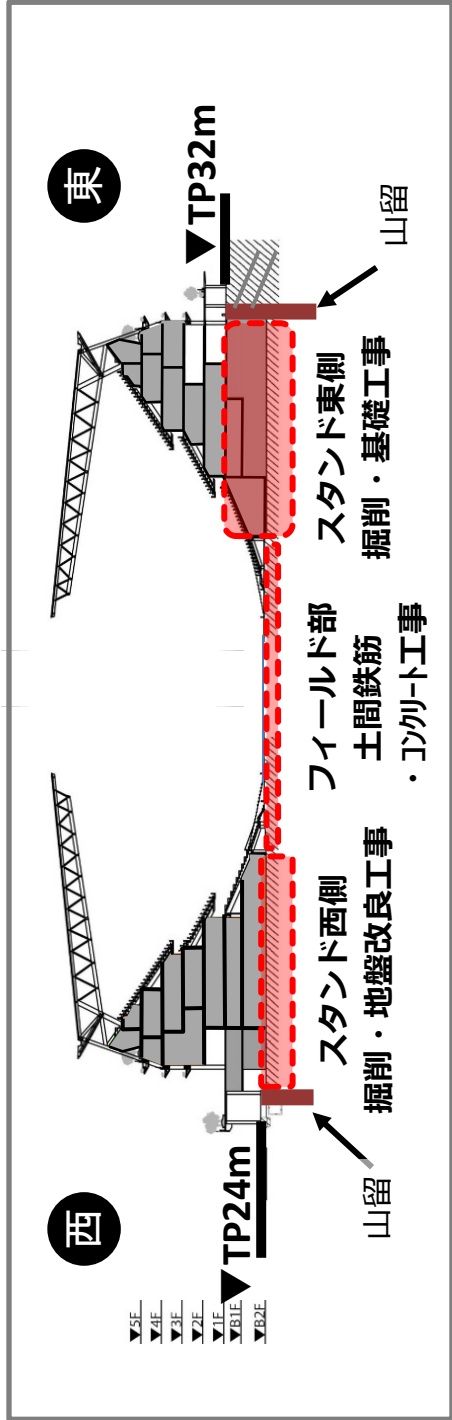 西
東
▼TP24m
▼TP32m
▼5F
▼4F
▼3F
▼2F
▼1F
▼B1F
▼B2F
山留
スタンド西側
掘削・地盤改良工事
フィールド部
土間鉄筋
・コンクリート工事
スタンド東側
掘削・基礎工事
山留